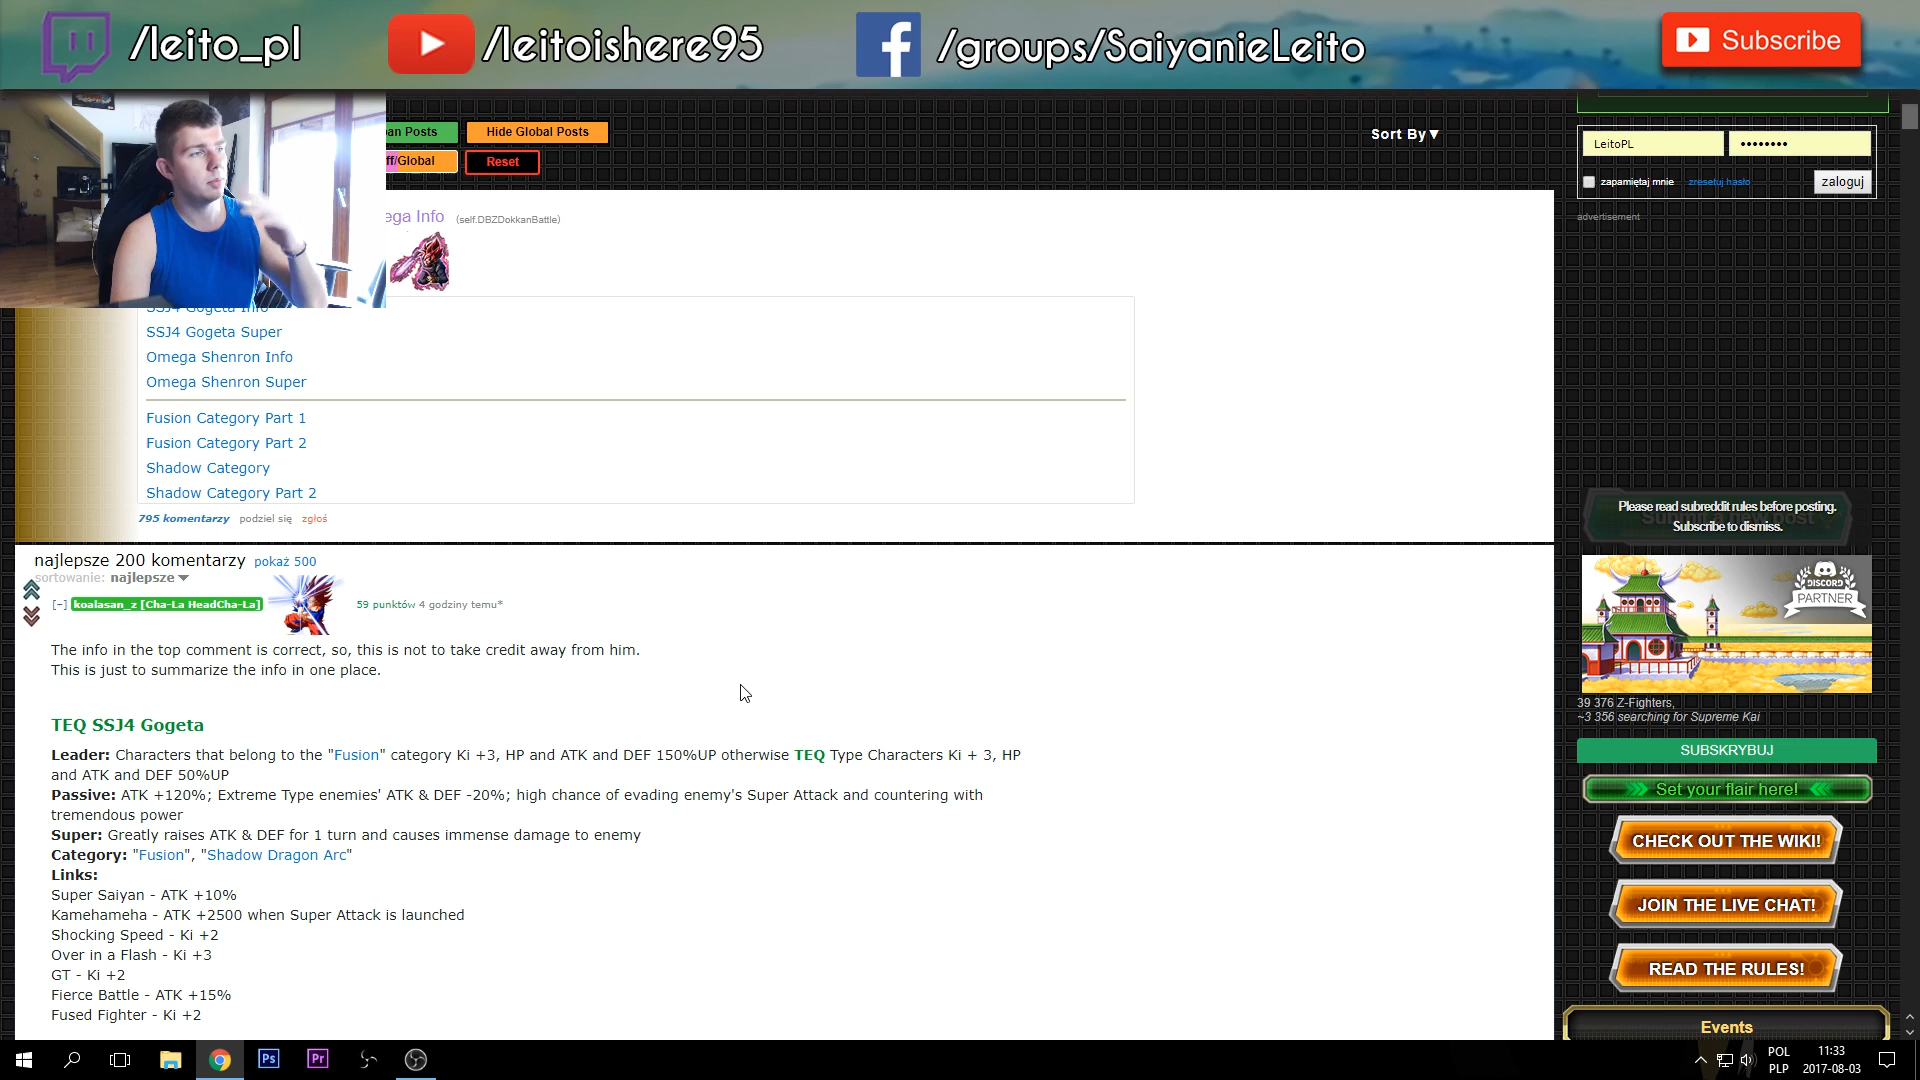 /leito_pl
/leitoishere95
/groups/SaiyanieLeito
Subscribe
an Posts
Hide Global Posts
ff/Global
Reset
Sort By▼
LeitoPL
••••••••
zapamiętaj mnie
zresetuj hasło
zaloguj
advertisement
ega Info (self.DBZDokkanBattle)
SSJ4 Gogeta Info
SSJ4 Gogeta Super
Omega Shenron Info
Omega Shenron Super
Fusion Category Part 1
Fusion Category Part 2
Shadow Category
Shadow Category Part 2
795 komentarzy podziel się zgłoś
najlepsze 200 komentarzy pokaż 500
sortowanie: najlepsze
[–] koalasan_z [Cha-La HeadCha-La] 59 punktów 4 godziny temu*
The info in the top comment is correct, so, this is not to take credit away from him.
This is just to summarize the info in one place.
TEQ SSJ4 Gogeta
Leader: Characters that belong to the "Fusion" category Ki +3, HP and ATK and DEF 150%UP otherwise TEQ Type Characters Ki + 3, HP
and ATK and DEF 50%UP
Passive: ATK +120%; Extreme Type enemies' ATK & DEF -20%; high chance of evading enemy's Super Attack and countering with
tremendous power
Super: Greatly raises ATK & DEF for 1 turn and causes immense damage to enemy
Category: "Fusion", "Shadow Dragon Arc"
Links:
Super Saiyan - ATK +10%
Kamehameha - ATK +2500 when Super Attack is launched
Shocking Speed - Ki +2
Over in a Flash - Ki +3
GT - Ki +2
Fierce Battle - ATK +15%
Fused Fighter - Ki +2
Please read subreddit rules before posting.
Subscribe to dismiss.
DISCORD
PARTNER
39 376 Z-Fighters,
~3 356 searching for Supreme Kai
SUBSKRYBUJ
Set your flair here!
CHECK OUT THE WIKI!
JOIN THE LIVE CHAT!
READ THE RULES!
Events
Ps
Pr
POL
PLP
11:33
2017-08-03